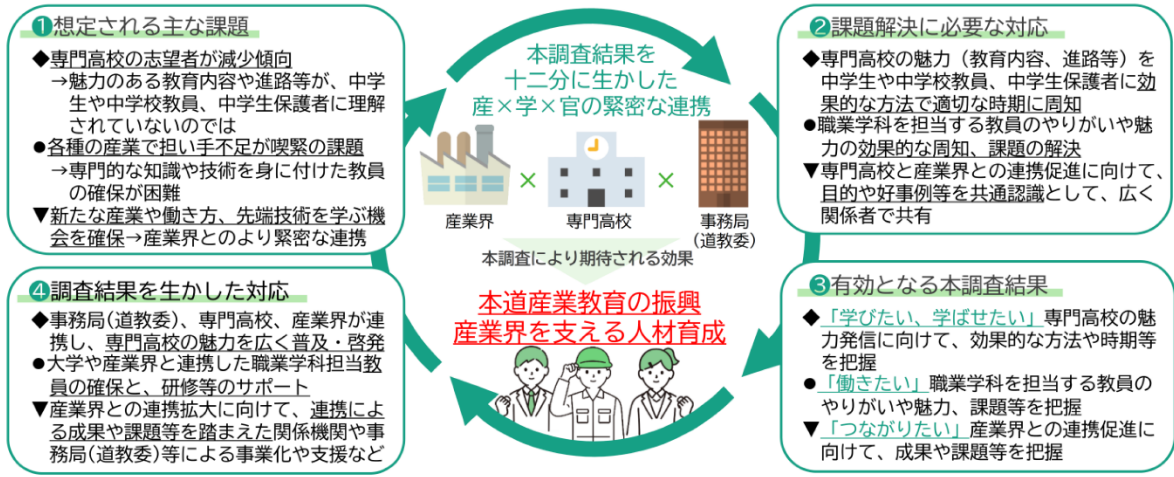 ❶想定される主な課題
◆専門高校の志望者が減少傾向
→魅力のある教育内容や進路等が、中学
生や中学校教員、中学生保護者に理解
されていないのでは
●各種の産業で担い手不足が喫緊の課題
→専門的な知識や技術を身に付けた教員
の確保が困難
▼新たな産業や働き方、先端技術を学ぶ機
会を確保→産業界とのより緊密な連携
本調査結果を
十二分に生かした
産×学×官の緊密な連携
産業界
×
専門高校
×
事務局
(道教委)
本調査により期待される効果
本道産業教育の振興
産業界を支える人材育成
❷課題解決に必要な対応
◆専門高校の魅力（教育内容、進路等）を
中学生や中学校教員、中学生保護者に効
果的な方法で適切な時期に周知
●職業学科を担当する教員のやりがいや魅
力の効果的な周知、課題の解決
▼専門高校と産業界との連携促進に向けて、
目的や好事例等を共通認識として、広く
関係者で共有
❸有効となる本調査結果
◆「学びたい、学ばせたい」専門高校の魅
力発信に向けて、効果的な方法や時期等
を把握
●「働きたい」職業学科を担当する教員の
やりがいや魅力、課題等を把握
▼「つながりたい」産業界との連携促進に
向けて、成果や課題等を把握
❹調査結果を生かした対応
◆事務局(道教委)、専門高校、産業界が連
携し、専門高校の魅力を広く普及・啓発
●大学や産業界と連携した職業学科担当教
員の確保と、研修等のサポート
▼産業界との連携拡大に向けて、連携によ
る成果や課題等を踏まえた関係機関や事
務局(道教委)等による事業化や支援など